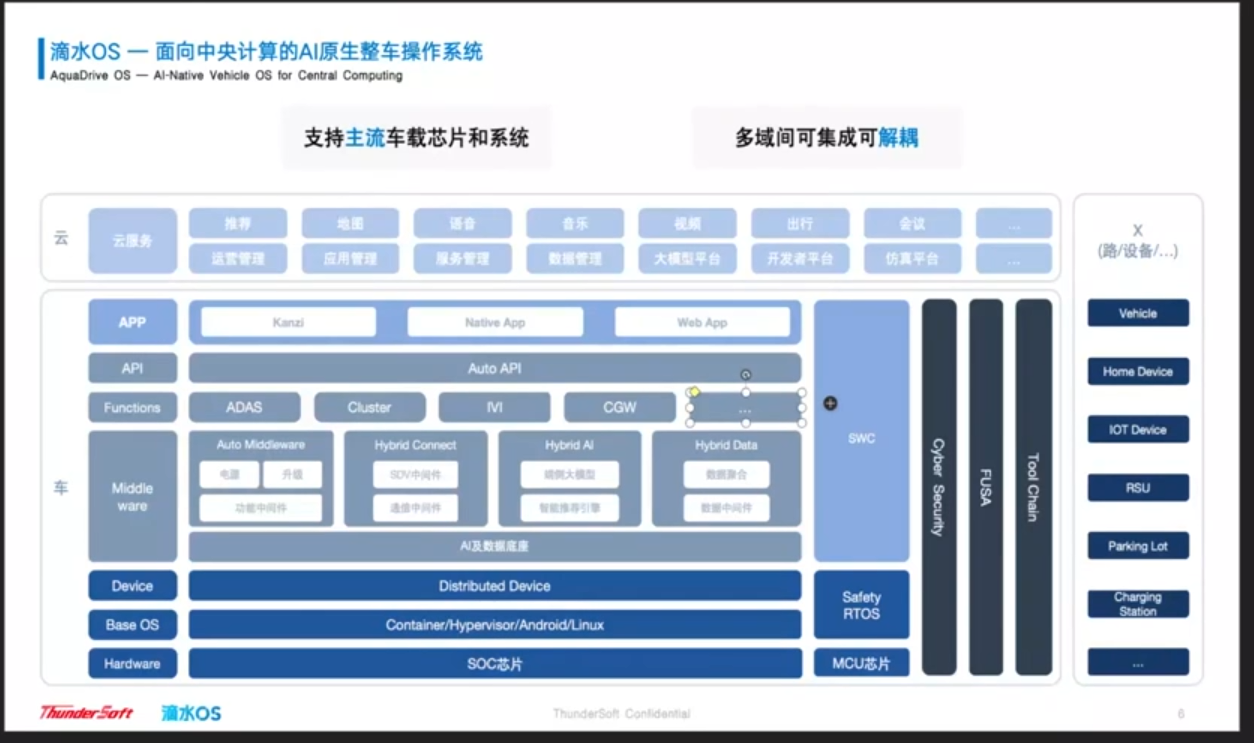 滴水OS — 面向中央计算的AI原生整车操作系统
AquaDrive OS — AI-Native Vehicle OS for Central Computing
支持主流车载芯片和系统
多域间可集成可解耦
云
云服务
推荐
地图
语音
音乐
视频
出行
会议
...
运营管理
应用管理
服务管理
数据管理
大模型平台
开发者平台
仿真平台
...
车
APP
Kanzi
Native App
Web App
API
Auto API
Functions
ADAS
Cluster
IVI
CGW
...
Middle
ware
Auto Middleware
电源
升级
功能中间件
Hybrid Connect
SDV中间件
通信中间件
Hybrid AI
端侧大模型
智能推荐引擎
Hybrid Data
数据聚合
数据中间件
AI及数据底座
Device
Distributed Device
Base OS
Container/Hypervisor/Android/Linux
Hardware
SOC芯片
SWC
Safety
RTOS
MCU芯片
Cyber Security
FUSA
Tool Chain
X
(路/设备/...)
Vehicle
Home Device
IOT Device
RSU
Parking Lot
Charging
Station
...
ThunderSoft
滴水OS
ThunderSoft Confidential
6